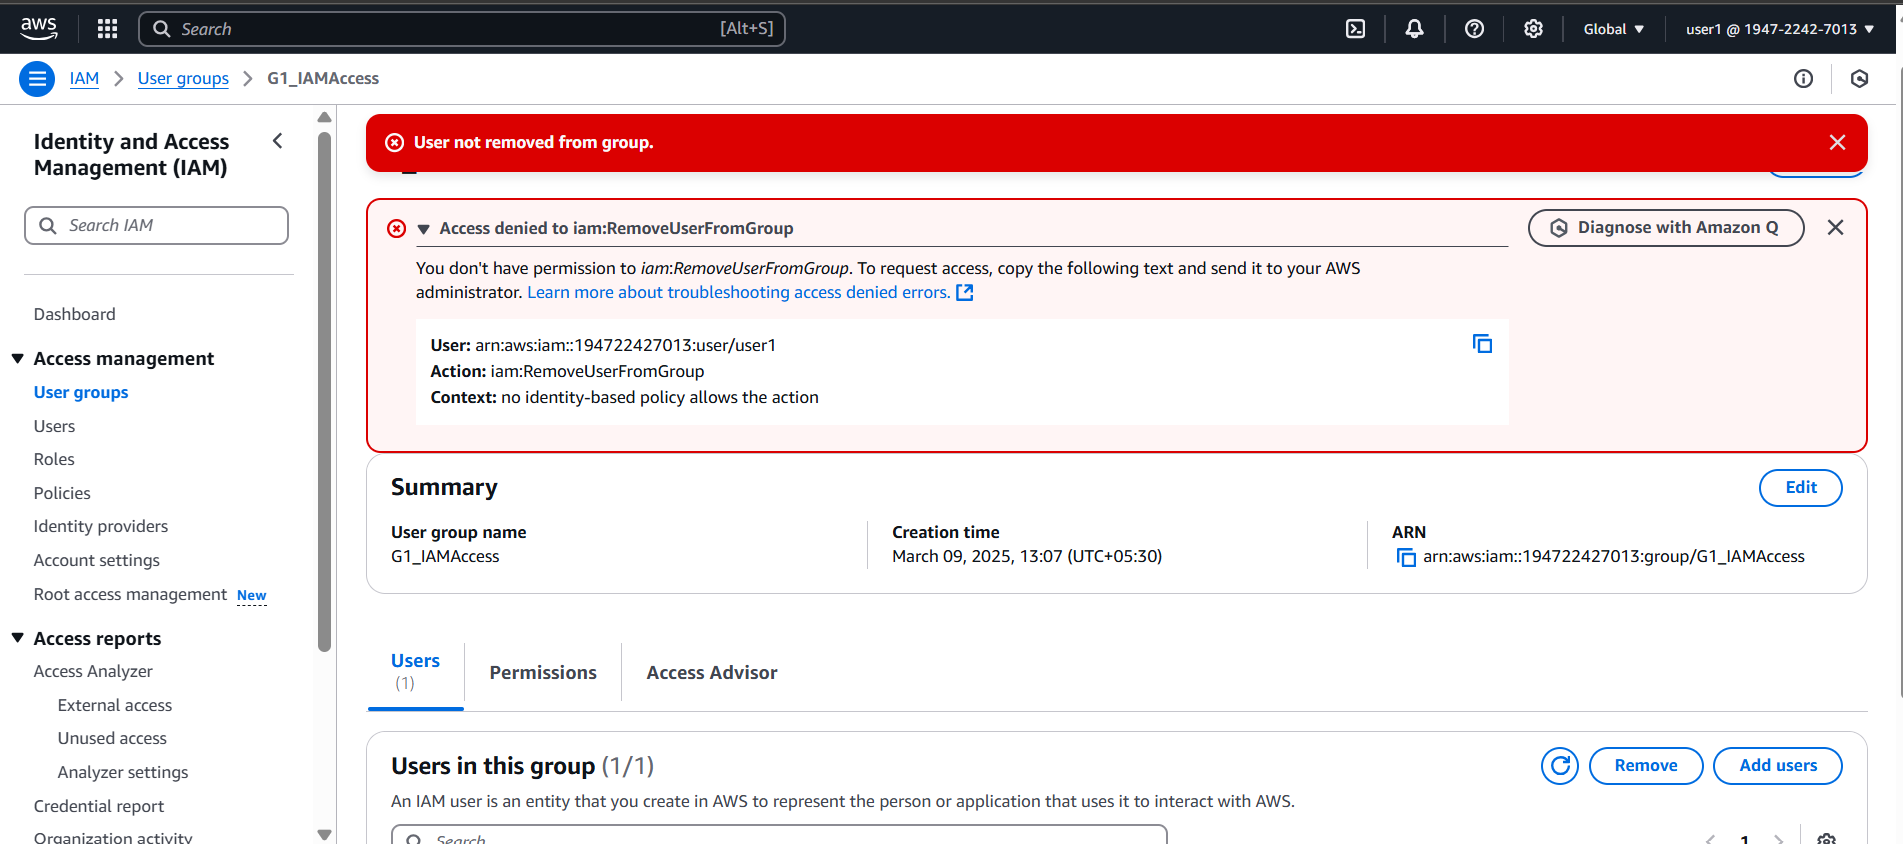 aws
Search
[Alt+S]
Global
user1 @ 1947-2242-7013
IAM
User groups
G1_IAMAccess
Identity and Access
Management (IAM)
Search IAM
Dashboard
Access management
User groups
Users
Roles
Policies
Identity providers
Account settings
Root access management New
Access reports
Access Analyzer
External access
Unused access
Analyzer settings
Credential report
Organization activity
User not removed from group.
Access denied to iam:RemoveUserFromGroup
Diagnose with Amazon Q
You don't have permission to iam:RemoveUserFromGroup. To request access, copy the following text and send it to your AWS
administrator. Learn more about troubleshooting access denied errors.
User: arn:aws:iam::194722427013:user/user1
Action: iam:RemoveUserFromGroup
Context: no identity-based policy allows the action
Summary
Edit
User group name
G1_IAMAccess
Creation time
March 09, 2025, 13:07 (UTC+05:30)
ARN
arn:aws:iam::194722427013:group/G1_IAMAccess
Users
(1)
Permissions
Access Advisor
Users in this group (1/1)
Remove
Add users
An IAM user is an entity that you create in AWS to represent the person or application that uses it to interact with AWS.
Search
1